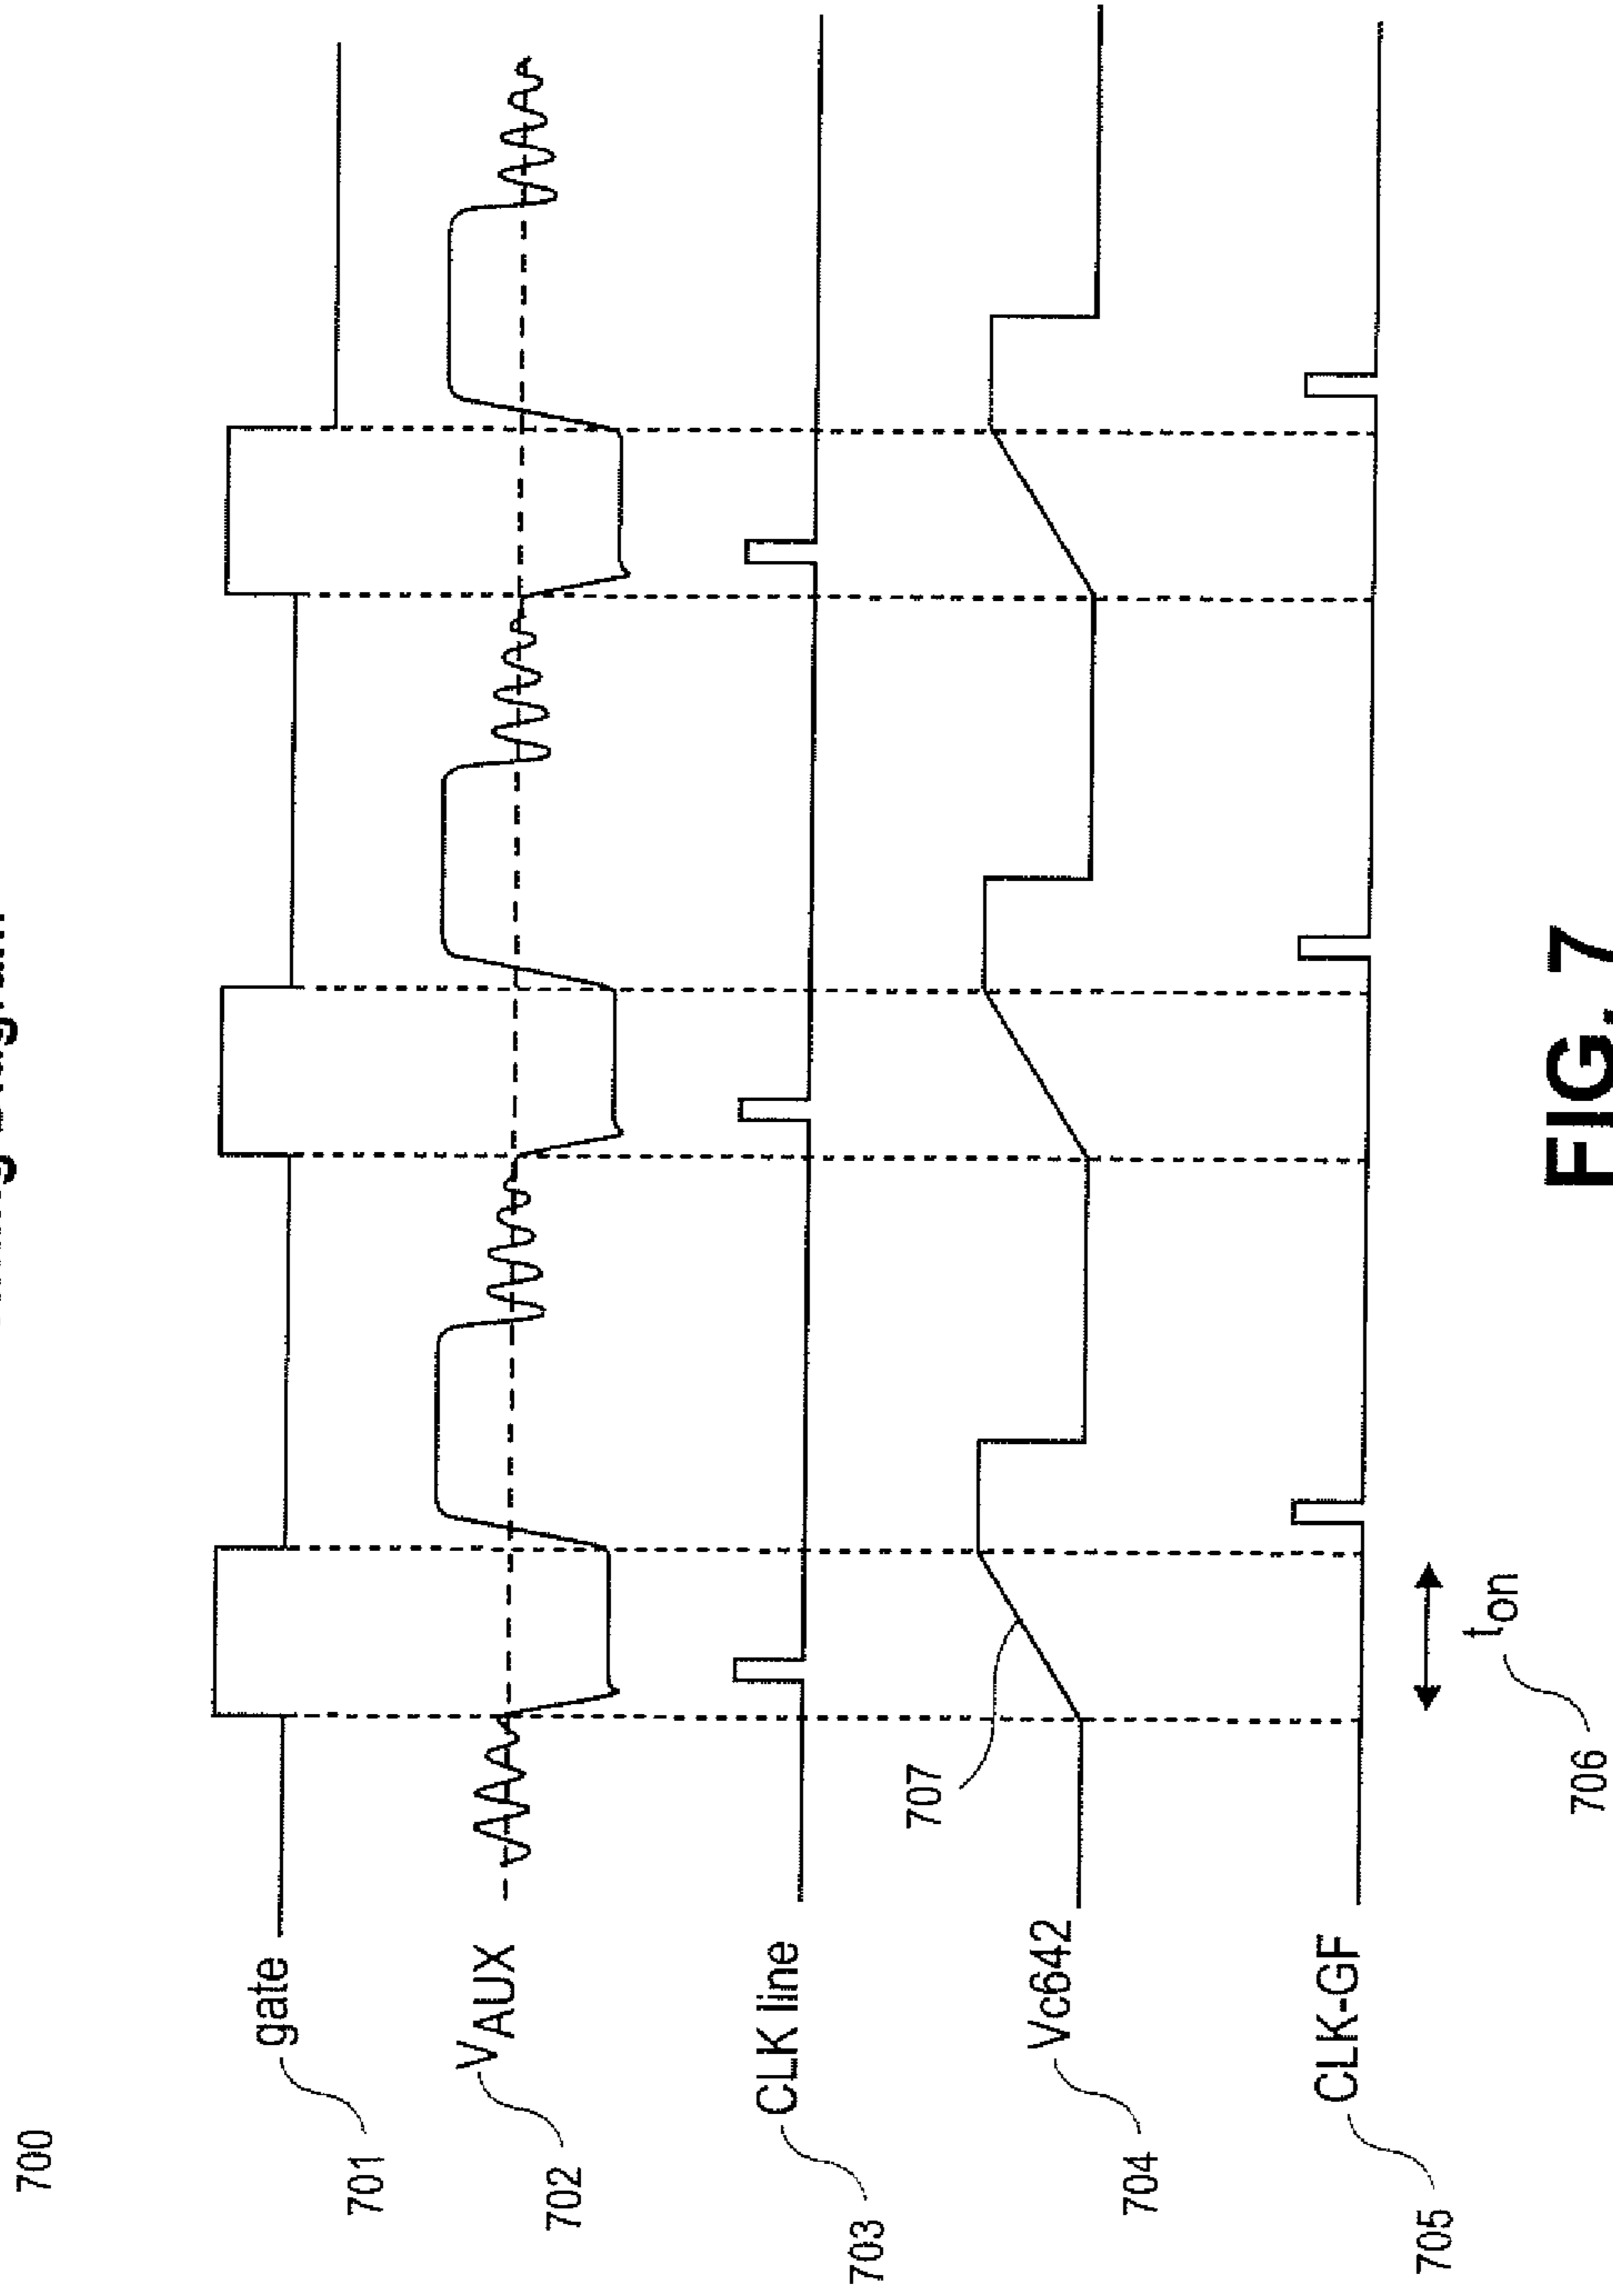 700
701
gate
702
VAUX
703
CLK line
704
Vc642
707
705
CLK-GF
706
ton
FIG. 7